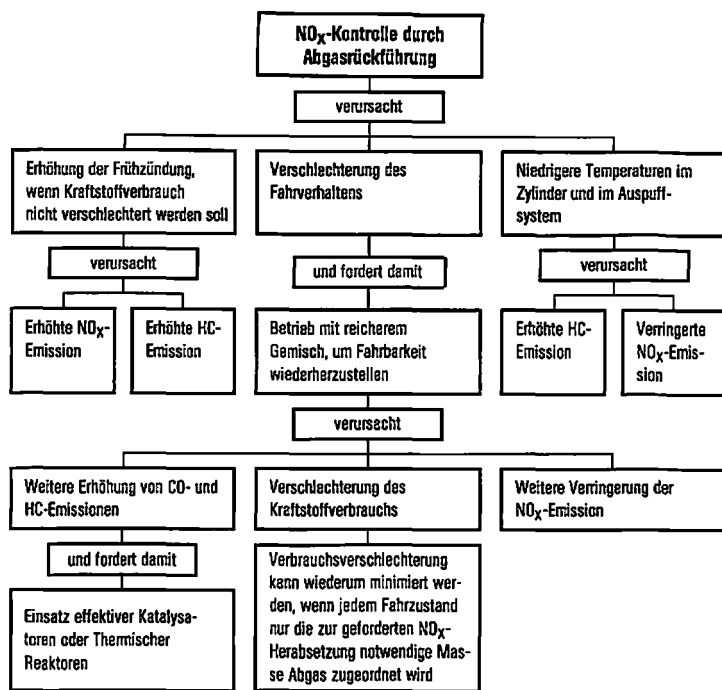 NOX-Kontrolle durch
Abgasrückführung
verursacht
Erhöhung der Frühzündung,
wenn Kraftstoffverbrauch
nicht verschlechtert werden soll
Verschlechterung des
Fahrverhaltens
Niedrigere Temperaturen im
Zylinder und im Auspuff-
system
verursacht
und fordert damit
verursacht
Erhöhte NOX-
Emission
Erhöhte HC-
Emission
Betrieb mit reicherem
Gemisch, um Fahrbarkeit
wiederherzustellen
Erhöhte HC-
Emission
Verringerte
NOX-Emis-
sion
verursacht
Weitere Erhöhung von CO- und
HC-Emissionen
Verschlechterung des
Kraftstoffverbrauchs
Weitere Verringerung der
NOX-Emission
und fordert damit
Einsatz effektiver Katalysa-
toren oder Thermischer
Reaktoren
Verbrauchsverschlechterung
kann wiederum minimiert wer-
den, wenn jedem Fahrzustand
nur die zur geforderten NOX-
Herabsetzung notwendige Mas-
se Abgas zugeordnet wird